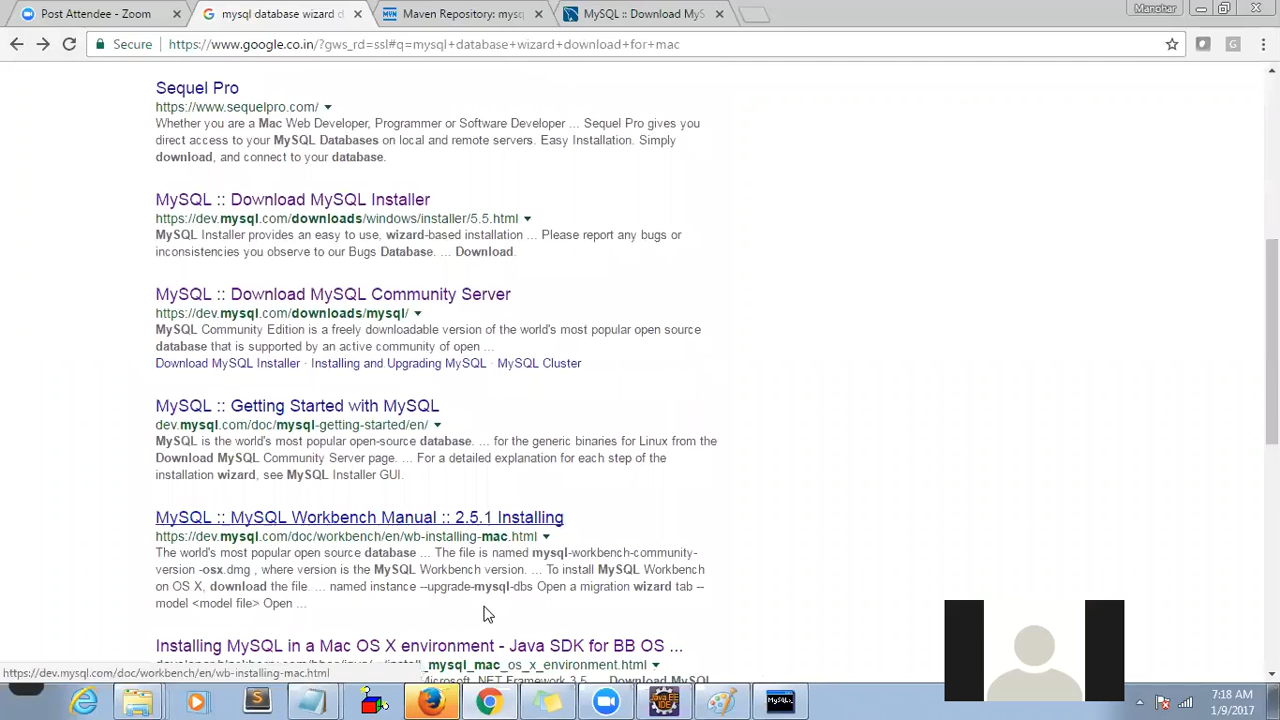 Post Attendee - Zoom
mysql database wizard d
Maven Repository: mysq
MySQL :: Download MyS
Manohar
Secure
https://www.google.co.in/?gws_rd=ssl#q=mysql+database+wizard+download+for+mac
Sequel Pro
https://www.sequelpro.com/
Whether you are a Mac Web Developer, Programmer or Software Developer ... Sequel Pro gives you
direct access to your MySQL Databases on local and remote servers. Easy Installation. Simply
download, and connect to your database.
MySQL :: Download MySQL Installer
https://dev.mysql.com/downloads/windows/installer/5.5.html
MySQL Installer provides an easy to use, wizard-based installation ... Please report any bugs or
inconsistencies you observe to our Bugs Database. ... Download.
MySQL :: Download MySQL Community Server
https://dev.mysql.com/downloads/mysql/
MySQL Community Edition is a freely downloadable version of the world's most popular open source
database that is supported by an active community of open ...
Download MySQL Installer · Installing and Upgrading MySQL · MySQL Cluster
MySQL :: Getting Started with MySQL
dev.mysql.com/doc/mysql-getting-started/en/
MySQL is the world's most popular open-source database. ... for the generic binaries for Linux from the
Download MySQL Community Server page. ... For a detailed explanation for each step of the
installation wizard, see MySQL Installer GUI.
MySQL :: MySQL Workbench Manual :: 2.5.1 Installing
https://dev.mysql.com/doc/workbench/en/wb-installing-mac.html
The world's most popular open source database ... The file is named mysql-workbench-community-
version -osx.dmg , where version is the MySQL Workbench version. ... To install MySQL Workbench
on OS X, download the file. ... named instance --upgrade-mysql-dbs Open a migration wizard tab --
model <model file> Open ...
Installing MySQL in a Mac OS X environment - Java SDK for BB OS ...
_mysql_mac_os_x_environment.html
https://dev.mysql.com/doc/workbench/en/wb-installing-mac.html
Microsoft .NET Framework 3.5 ... Download MySQL
Java EE
IDE
MySQL
7:18 AM
1/9/2017